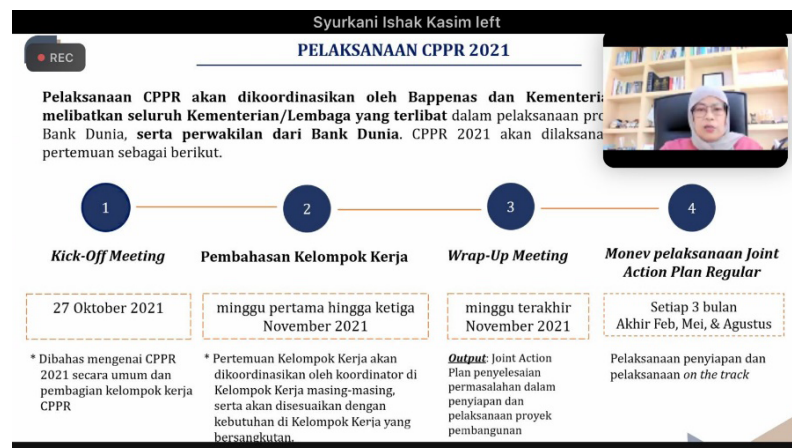 Syurkani Ishak Kasim left
REC
PELAKSANAAN CPPR 2021
Pelaksanaan CPPR akan dikoordinasikan oleh Bappenas dan
melibatkan seluruh Kementerian/Lembaga yang terlibat dalam pelaksanaan
Bank Dunia, serta perwakilan dari Bank Dunia. CPPR 2021 akan
pertemuan sebagai berikut.
1
2
3
4
Kick-Off Meeting
Pembahasan Kelompok Kerja
Wrap-Up Meeting
Monev pelaksanaan Joint
Action Plan Regular
27 Oktober 2021
minggu pertama hingga ketiga
November 2021
minggu terakhir
November 2021
Setiap 3 bulan
Akhir Feb, Mei, & Agustus
* Dibahas mengenai CPPR
2021 secara umum dan
pembagian kelompok kerja
CPPR
* Pertemuan Kelompok Kerja akan
dikoordinasikan oleh koordinator di
Kelompok Kerja masing-masing,
serta akan disesuaikan dengan
kebutuhan di Kelompok Kerja yang
bersangkutan.
Output: Joint Action
Plan penyelesaian
permasalahan dalam
penyiapan dan
pelaksanaan proyek
pembangunan
Pelaksanaan penyiapan dan
pelaksanaan on the track